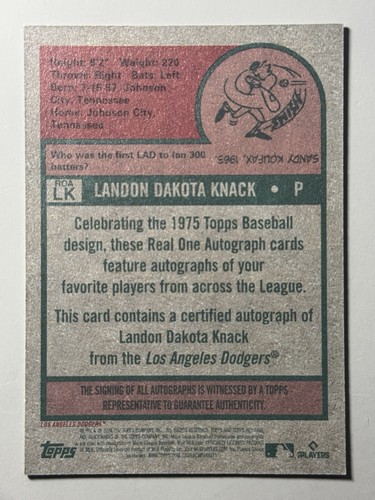 Height: 6'2" Weight: 220
Throws: Right Bats: Left
Born: 7-15-97 Johnson
City, Tennessee
Home: Johnson City,
Tennessee
Who was the first LAD to fan 300
batters?
SANDY KOUFAX, 1965.
ROA
LK
LANDON DAKOTA KNACK • P
Celebrating the 1975 Topps Baseball
design, these Real One Autograph cards
feature autographs of your
favorite players from across the League.
This card contains a certified autograph of
Landon Dakota Knack
from the Los Angeles Dodgers®
THE SIGNING OF ALL AUTOGRAPHS IS WITNESSED BY A TOPPS
REPRESENTATIVE TO GUARANTEE AUTHENTICITY.
LOS ANGELES DODGERS™
Topps
PLAYERS